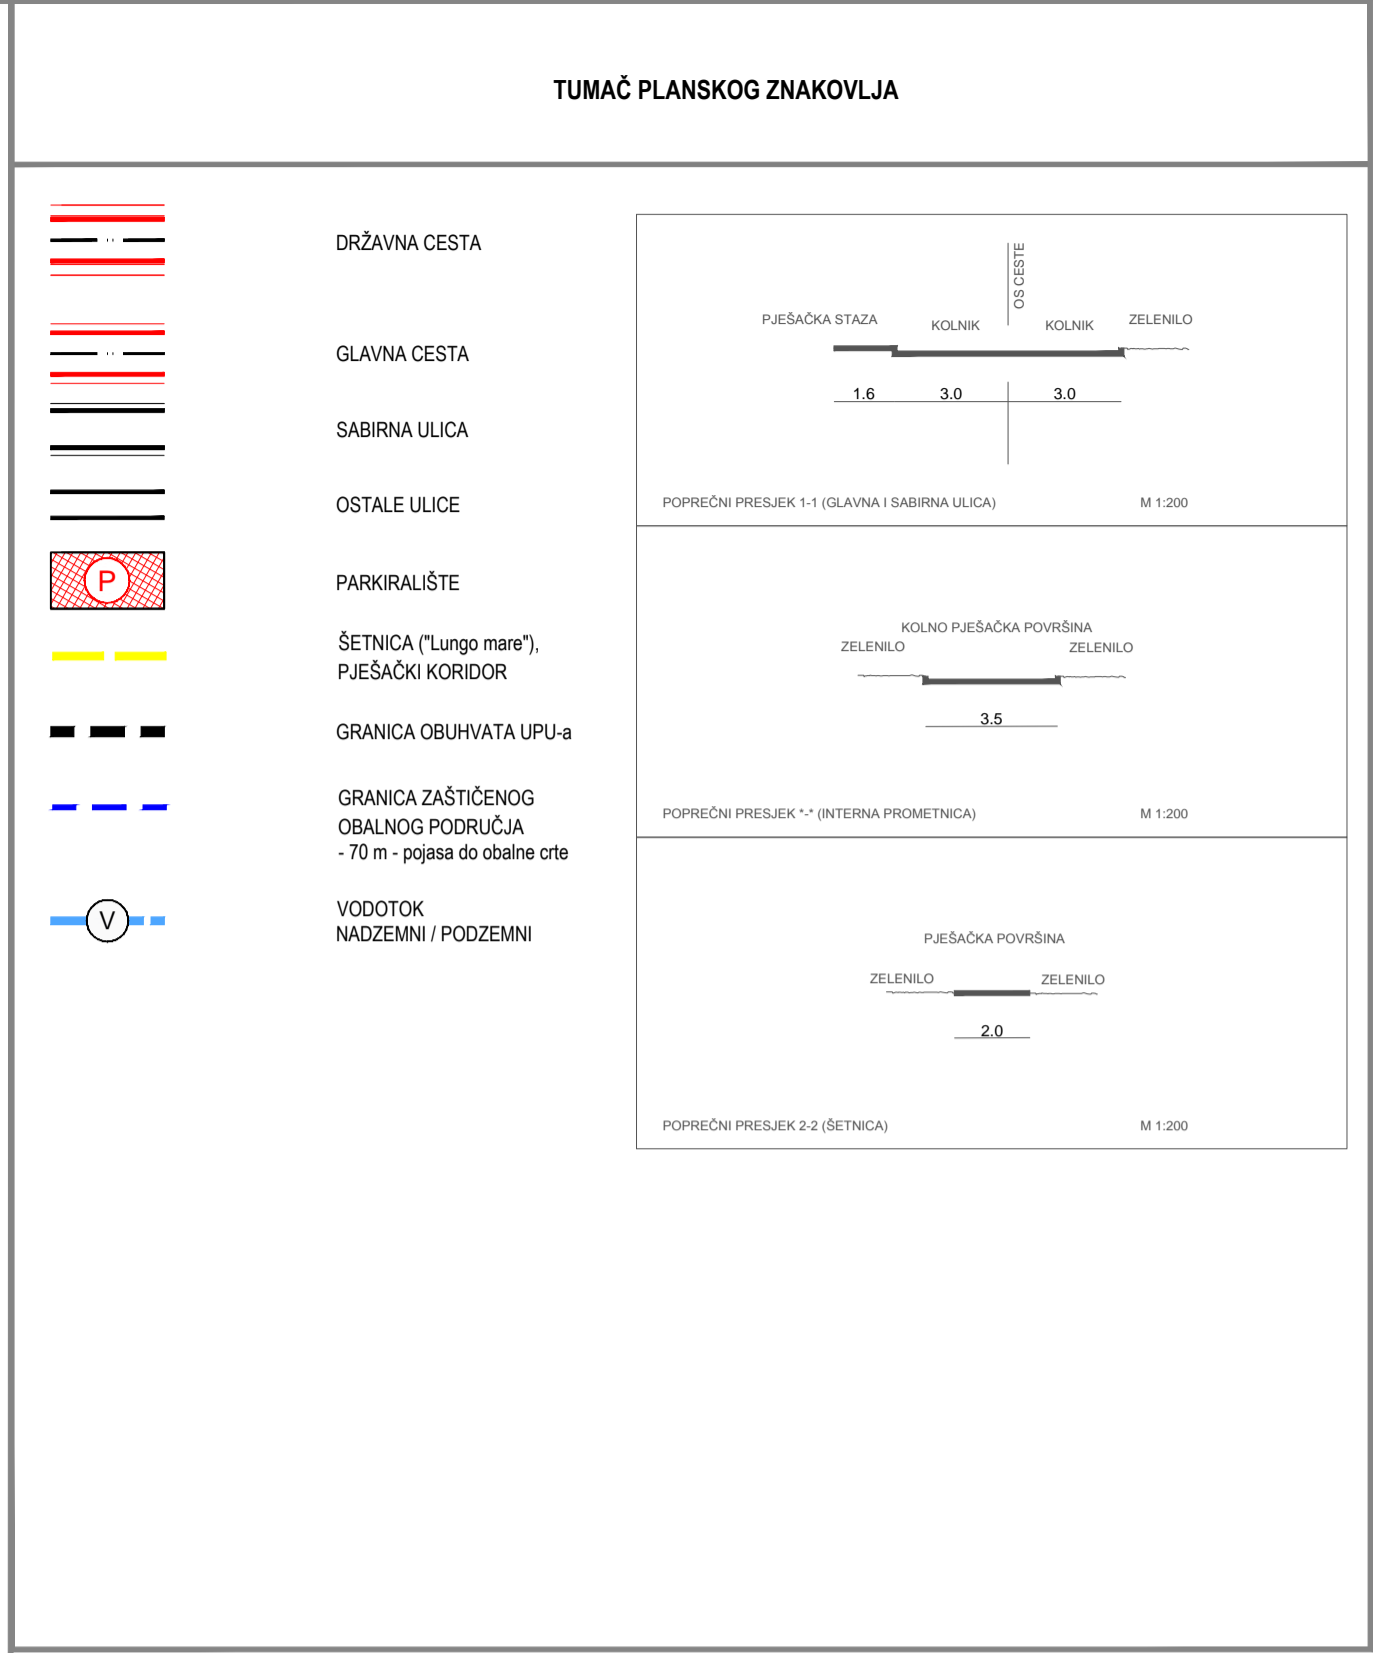 TUMAČ PLANSKOG ZNAKOVLJA
DRŽAVNA CESTA
GLAVNA CESTA
SABIRNA ULICA
OSTALE ULICE
P
PARKIRALIŠTE
ŠETNICA ("Lungo mare"),
PJEŠAČKI KORIDOR
GRANICA OBUHVATA UPU-a
GRANICA ZAŠTIČENOG
OBALNOG PODRUČJA
- 70 m - pojasa do obalne crte
V
VODOTOK
NADZEMNI / PODZEMNI
OS CESTE
PJEŠAČKA STAZA KOLNIK KOLNIK ZELENILO
1.6 3.0 3.0
POPREČNI PRESJEK 1-1 (GLAVNA I SABIRNA ULICA) M 1:200
KOLNO PJEŠAČKA POVRŠINA
ZELENILO ZELENILO
3.5
POPREČNI PRESJEK *-* (INTERNA PROMETNICA) M 1:200
PJEŠAČKA POVRŠINA
ZELENILO ZELENILO
2.0
POPREČNI PRESJEK 2-2 (ŠETNICA) M 1:200